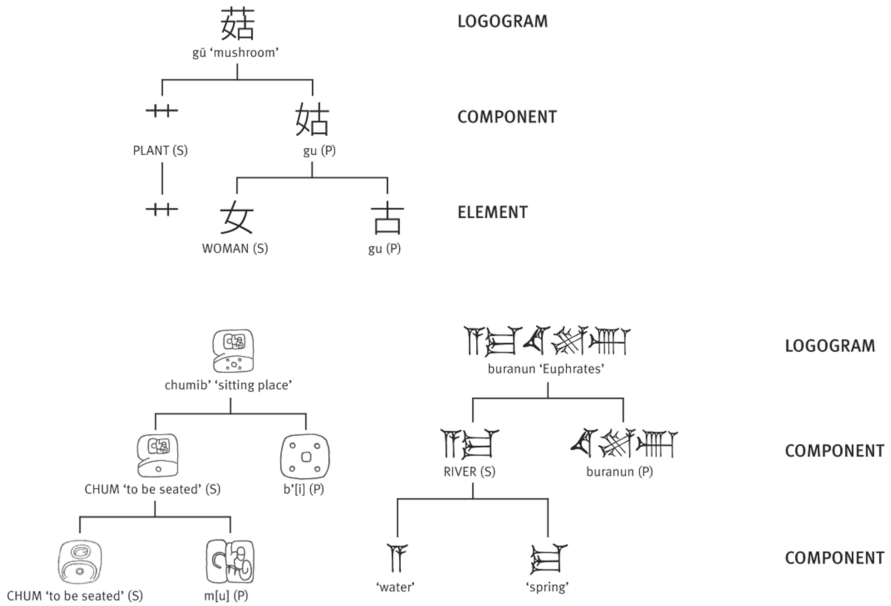 菇
LOGOGRAM
gū ‘mushroom’
艹
姑
COMPONENT
PLANT (S)
gu (P)
艹
女
古
ELEMENT
WOMAN (S)
gu (P)
LOGOGRAM
chumib’ ‘sitting place’
buranun ‘Euphrates’
COMPONENT
CHUM ‘to be seated’ (S)
b’[i] (P)
RIVER (S)
buranun (P)
COMPONENT
CHUM ‘to be seated’ (S)
m[u] (P)
‘water’
‘spring’